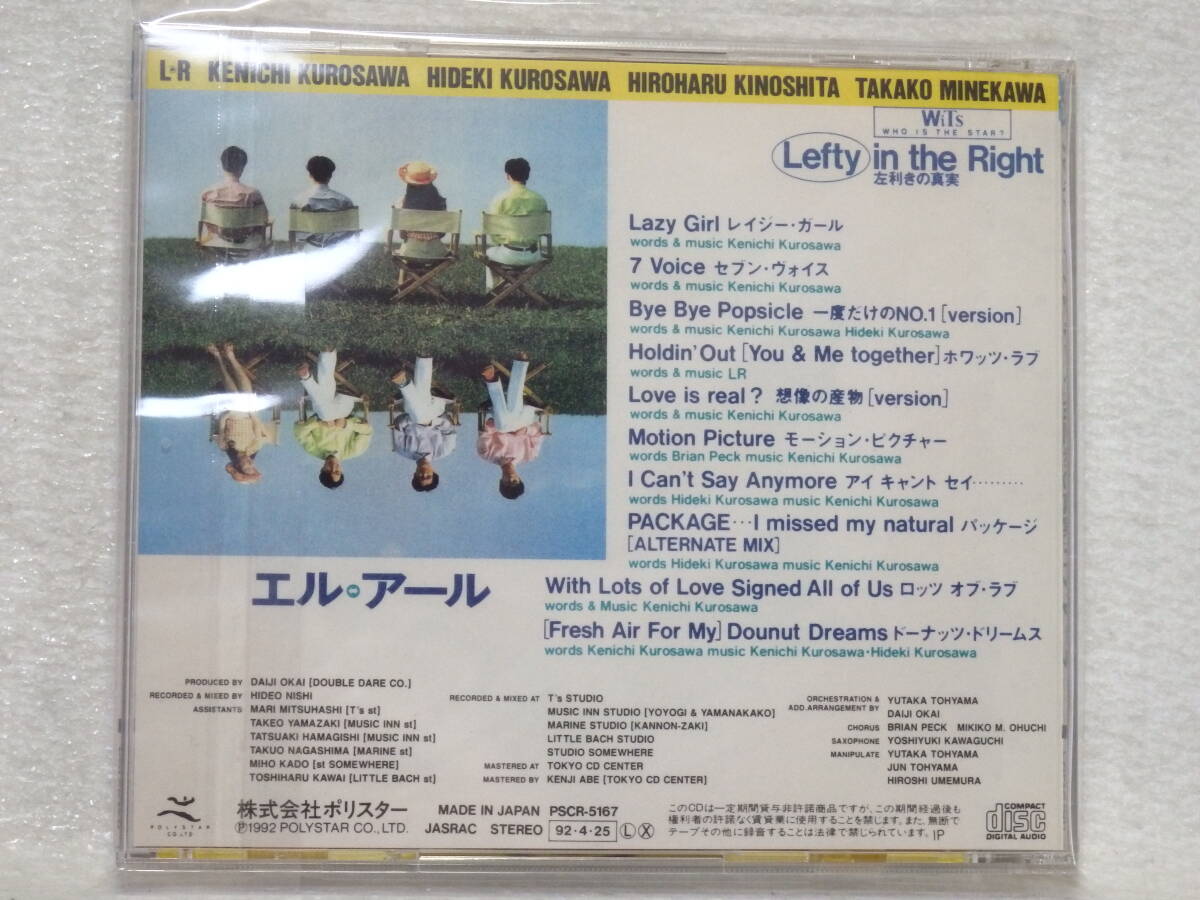 L↔R KENICHI KUROSAWA HIDEKI KUROSAWA HIROHARU KINOSHITA TAKAKO MINEKAWA
WiTs
WHO IS THE STAR?
Lefty in the Right
左利きの真実
Lazy Girl レイジー・ガール
words & music Kenichi Kurosawa
7 Voice セブン・ヴォイス
words & music Kenichi Kurosawa
Bye Bye Popsicle 一度だけのNO.1 [version]
words & music Kenichi Kurosawa Hideki Kurosawa
Holdin' Out [You & Me together] ホワッツ・ラブ
words & music LR
Love is real? 想像の産物 [version]
words & music Kenichi Kurosawa
Motion Picture モーション・ピクチャー
words Brian Peck music Kenichi Kurosawa
I Can't Say Anymore アイ キャント セイ………
words Hideki Kurosawa music Kenichi Kurosawa
PACKAGE…I missed my natural パッケージ
[ALTERNATE MIX]
words Hideki Kurosawa music Kenichi Kurosawa
With Lots of Love Signed All of Us ロッツ オブ・ラブ
words & Music Kenichi Kurosawa
[Fresh Air For My] Dounut Dreams ドーナッツ・ドリームス
words Kenichi Kurosawa music Kenichi Kurosawa・Hideki Kurosawa
エル↔アール
PRODUCED BY DAIJI OKAI [DOUBLE DARE CO.]
RECORDED & MIXED BY HIDEO NISHI
ASSISTANTS MARI MITSUHASHI [T's st]
TAKEO YAMAZAKI [MUSIC INN st]
TATSUAKI HAMAGISHI [MUSIC INN st]
TAKUO NAGASHIMA [MARINE st]
MIHO KADO [st SOMEWHERE]
TOSHIHARU KAWAI [LITTLE BACH st]
RECORDED & MIXED AT T's STUDIO
MUSIC INN STUDIO [YOYOGI & YAMANAKAKO]
MARINE STUDIO [KANNON-ZAKI]
LITTLE BACH STUDIO
STUDIO SOMEWHERE
MASTERED AT TOKYO CD CENTER
MASTERED BY KENJI ABE [TOKYO CD CENTER]
ORCHESTRATION & ADD.ARRANGEMENT BY YUTAKA TOHYAMA
DAIJI OKAI
CHORUS BRIAN PECK MIKIKO M. OHUCHI
SAXOPHONE YOSHIYUKI KAWAGUCHI
MANIPULATE YUTAKA TOHYAMA
JUN TOHYAMA
HIROSHI UMEMURA
POLYSTAR
CO.,LTD
株式会社ポリスター
Ⓟ1992 POLYSTAR CO., LTD.
MADE IN JAPAN PSCR-5167
JASRAC STEREO 92・4・25 Ⓛ Ⓧ
このCDは一定期間貸与非許諾商品ですが、この期間経過後も
権利者の許諾なく賃貸業に使用することを禁じます。また、無断で
テープその他に録音することは法律で禁じられています。 IP
COMPACT
disc
DIGITAL AUDIO